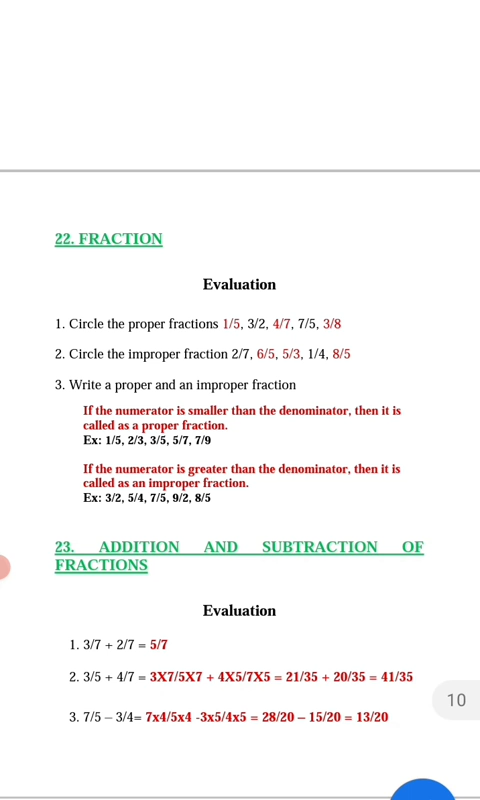 22. FRACTION
Evaluation
1. Circle the proper fractions 1/5, 3/2, 4/7, 7/5, 3/8
2. Circle the improper fraction 2/7, 6/5, 5/3, 1/4, 8/5
3. Write a proper and an improper fraction
If the numerator is smaller than the denominator, then it is
called as a proper fraction.
Ex: 1/5, 2/3, 3/5, 5/7, 7/9
If the numerator is greater than the denominator, then it is
called as an improper fraction.
Ex: 3/2, 5/4, 7/5, 9/2, 8/5
23. ADDITION AND SUBTRACTION OF
FRACTIONS
Evaluation
1. 3/7 + 2/7 = 5/7
2. 3/5 + 4/7 = 3X7/5X7 + 4X5/7X5 = 21/35 + 20/35 = 41/35
10
3. 7/5 – 3/4= 7x4/5x4 -3x5/4x5 = 28/20 – 15/20 = 13/20